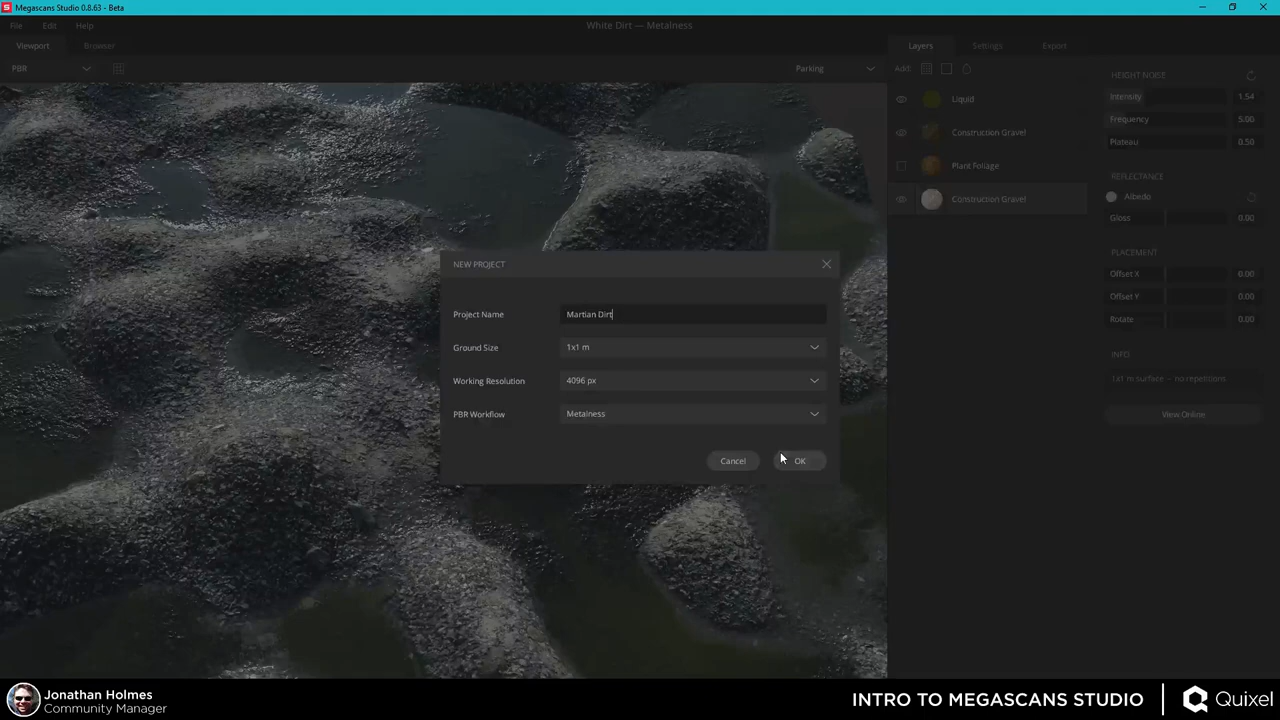 Megascans Studio 0.8.63 - Beta
File Edit Help
White Dirt — Metalness
Viewport Browser
Layers Settings Export
PBR
Parking
Add:
Liquid
Construction Gravel
Plant Foliage
Construction Gravel
HEIGHT NOISE
Intensity 1.54
Frequency 5.00
Plateau 0.50
REFLECTANCE
Albedo
Gloss 0.00
PLACEMENT
Offset X 0.00
Offset Y 0.00
Rotate 0.00
INFO
1x1 m surface – no repetitions
View Online
NEW PROJECT
Project Name Martian Dirt
Ground Size 1x1 m
Working Resolution 4096 px
PBR Workflow Metalness
Cancel OK
Jonathan Holmes
Community Manager
INTRO TO MEGASCANS STUDIO
Quixel